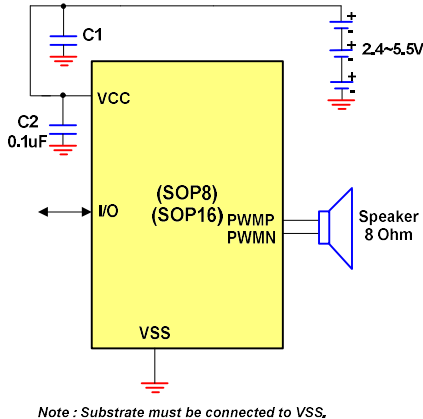 C1
+
-
+
-
+
-
2.4~5.5V
VCC
C2
0.1uF
(SOP8)
(SOP16)
I/O
PWMP
PWMN
Speaker
8 Ohm
VSS
Note : Substrate must be connected to VSS.